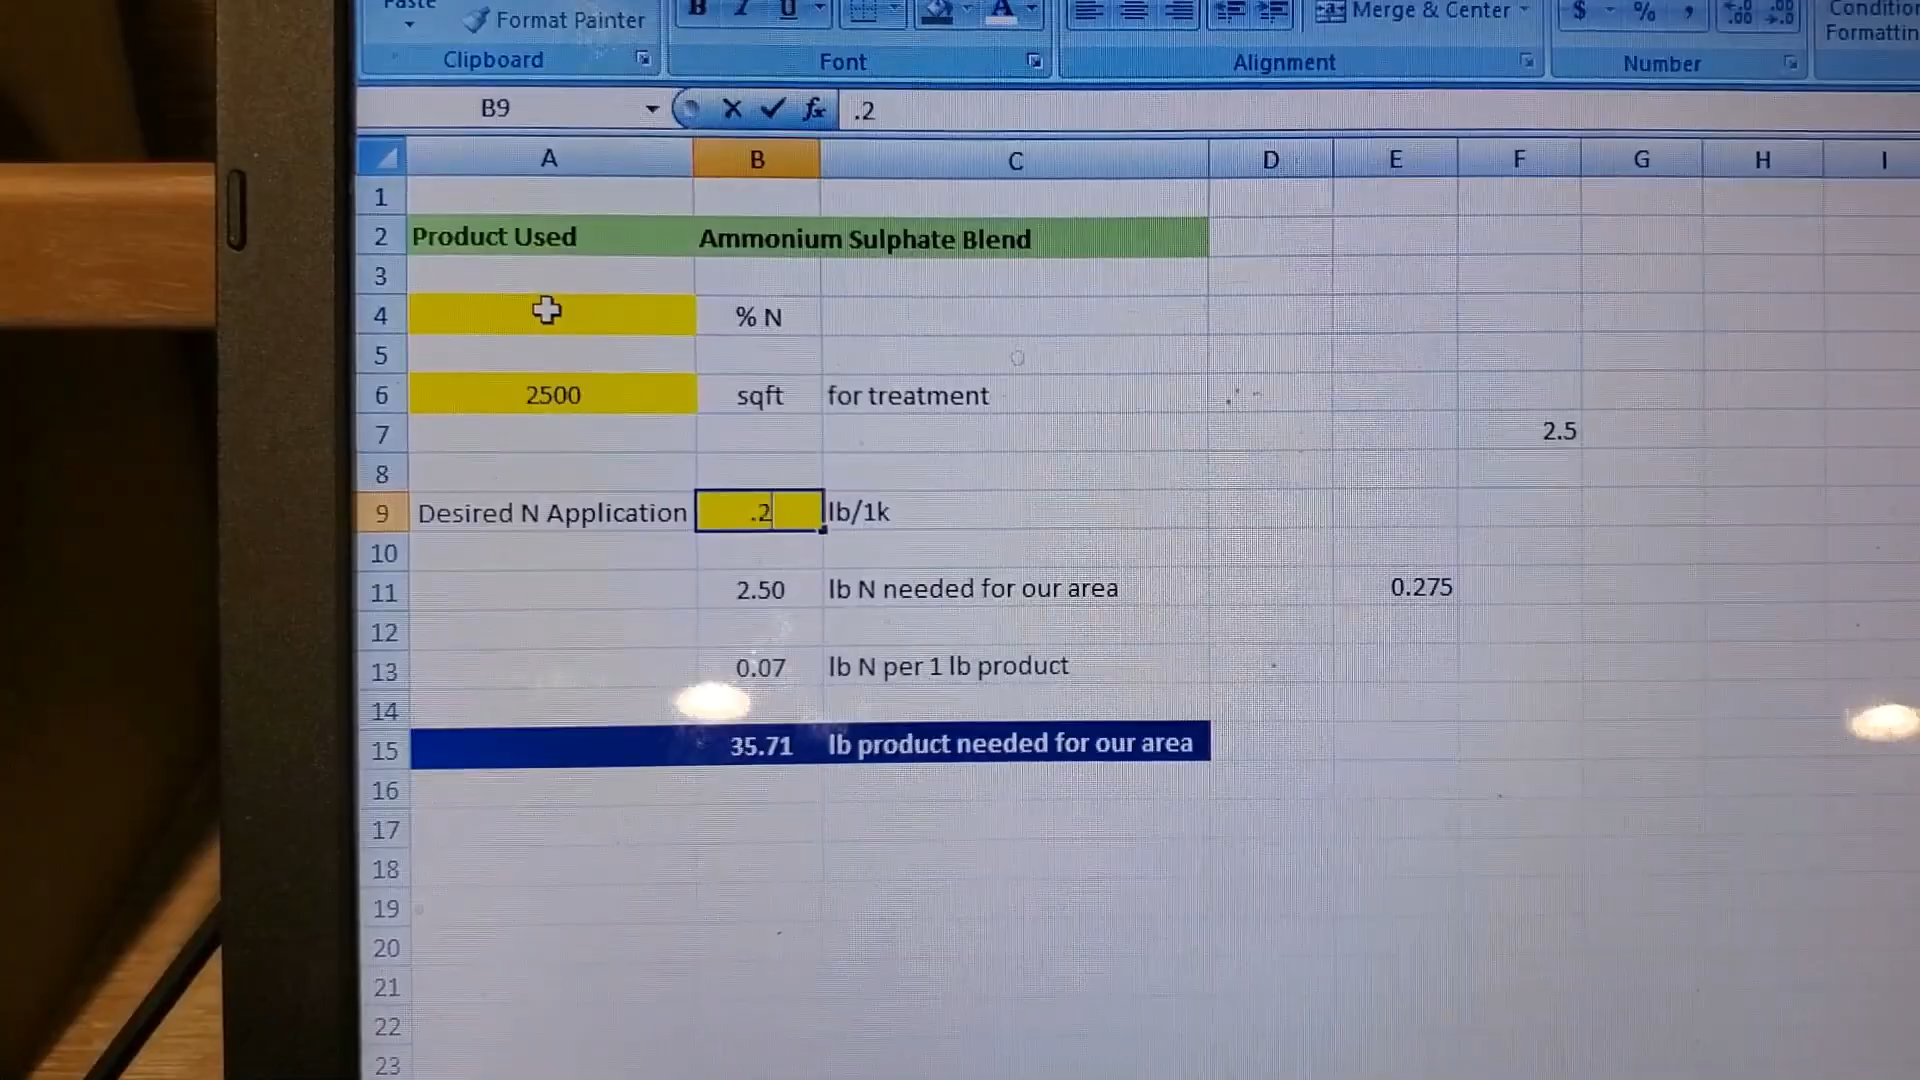 Paste
Format Painter
B I U
A
Merge & Center
$ % ,
Condition
Formattin
Clipboard
Font
Alignment
Number
B9
fx
.2
A B C D E F G H I
1
2 Product Used Ammonium Sulphate Blend
3
4 % N
5
6 2500 sqft for treatment
7 2.5
8
9 Desired N Application .2 lb/1k
10
11 2.50 lb N needed for our area 0.275
12
13 0.07 lb N per 1 lb product
14
15 35.71 lb product needed for our area
16
17
18
19
20
21
22
23